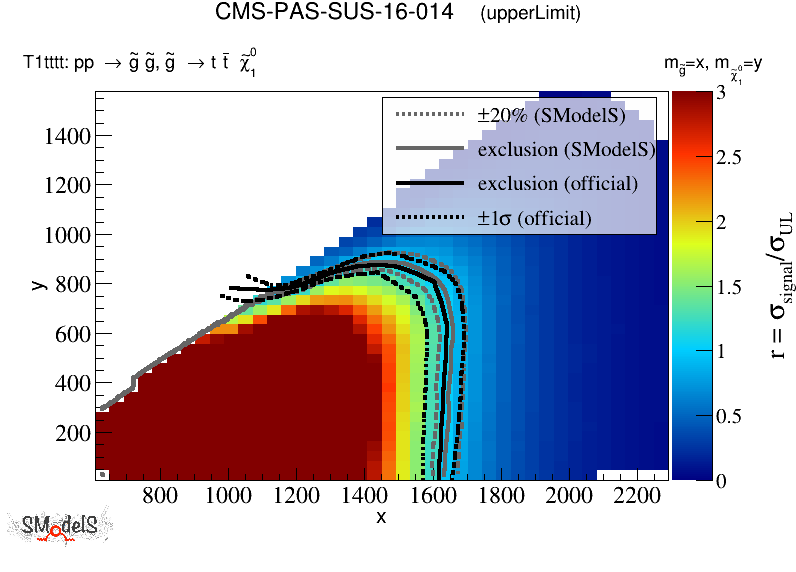 CMS-PAS-SUS-16-014 (upperLimit)
T1tttt: pp → g̃ g̃, g̃ → t t̄ χ̃₁⁰
m_g̃=x, m_χ̃₁⁰=y
±20% (SModelS)
exclusion (SModelS)
exclusion (official)
±1σ (official)
1400
1200
1000
800
600
400
200
y
800 1000 1200 1400 1600 1800 2000 2200
x
3
2.5
2
1.5
1
0.5
0
r = σ_signal/σ_UL
SModelS